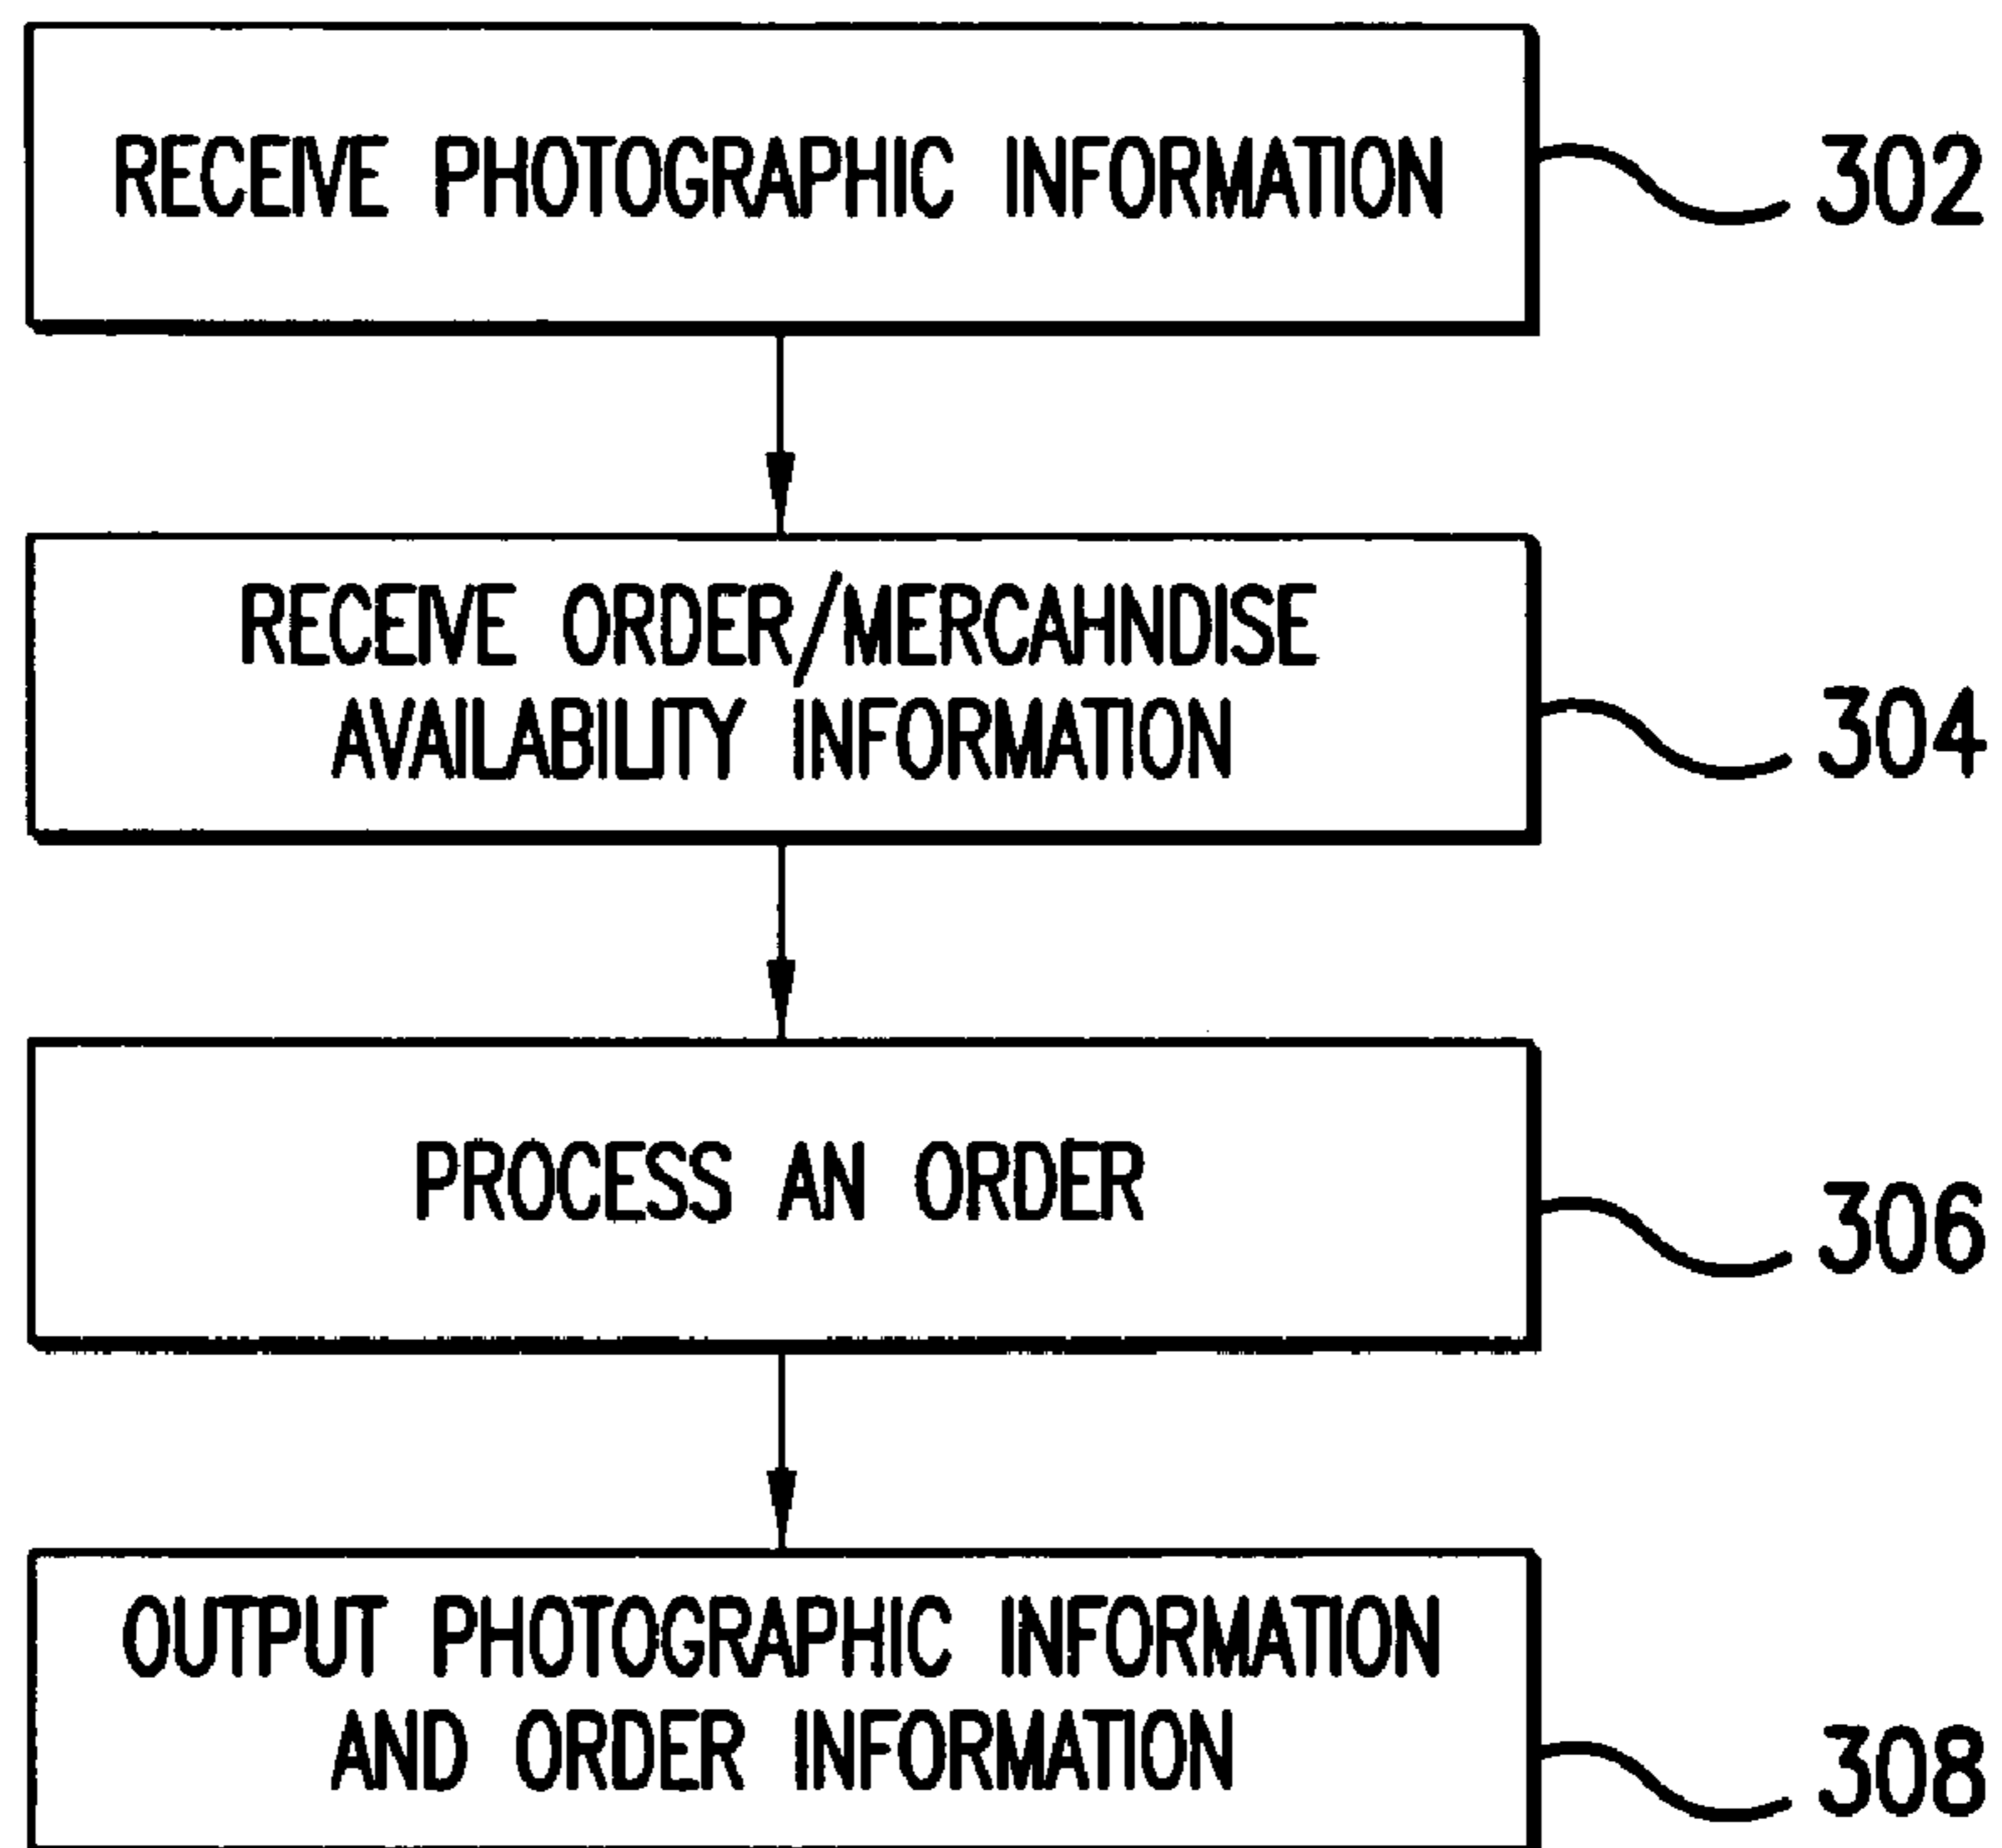 RECEIVE PHOTOGRAPHIC INFORMATION
302
RECEIVE ORDER/MERCAHNDISE
AVAILABILITY INFORMATION
304
PROCESS AN ORDER
306
OUTPUT PHOTOGRAPHIC INFORMATION
AND ORDER INFORMATION
308